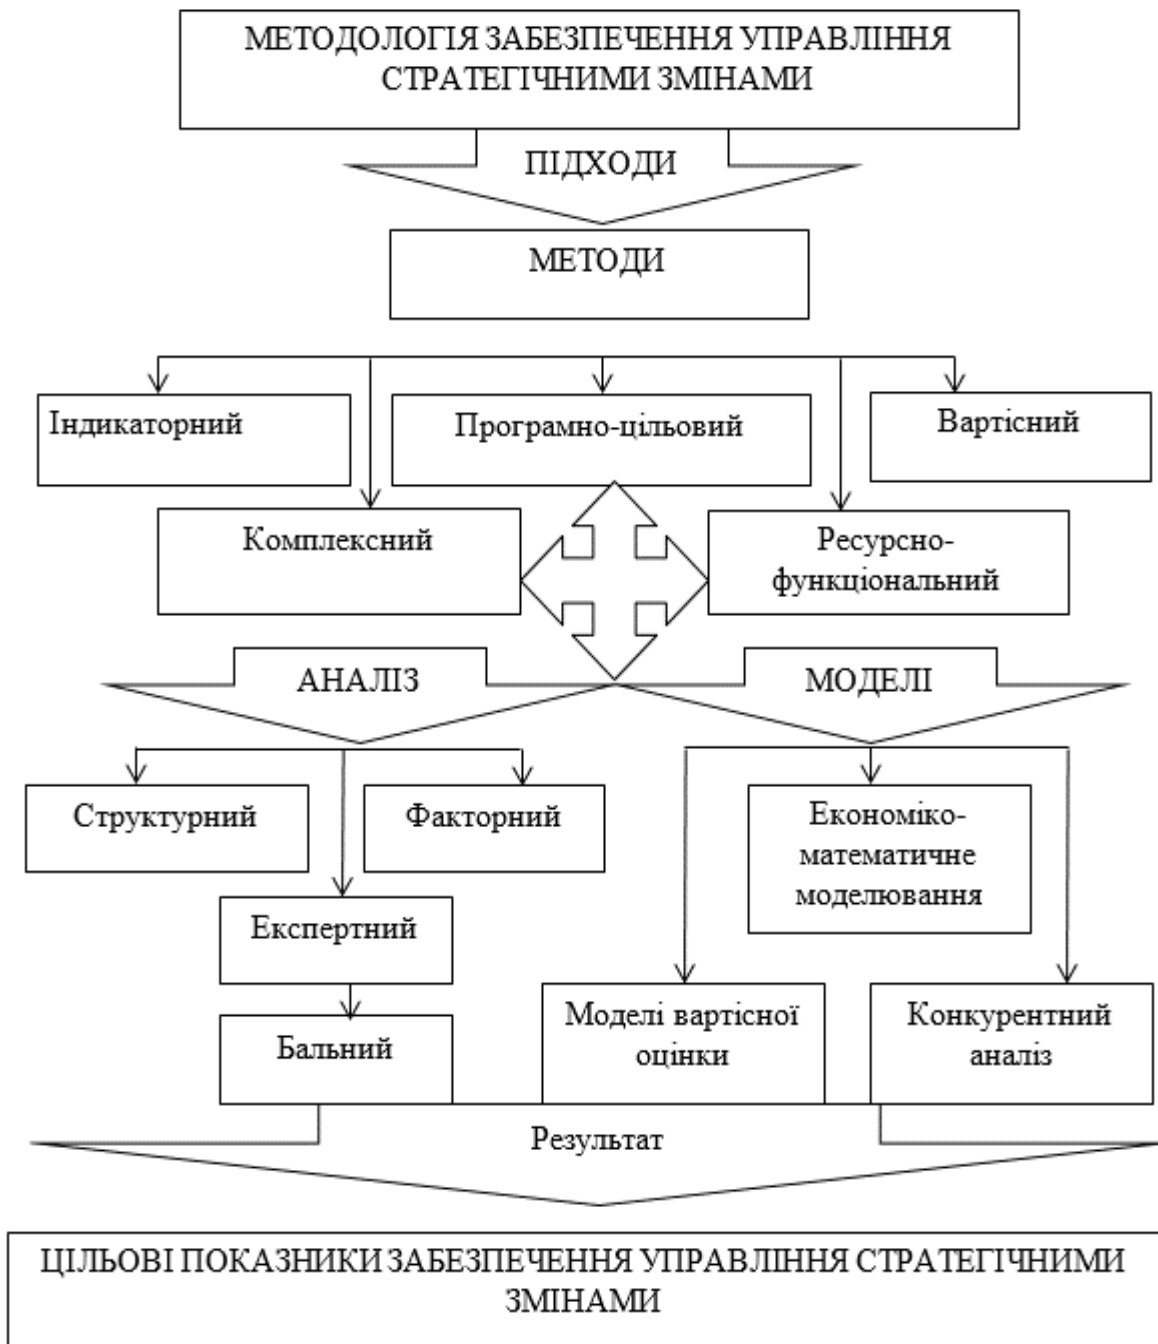 МЕТОДОЛОГІЯ ЗАБЕЗПЕЧЕННЯ УПРАВЛІННЯ
СТРАТЕГІЧНИМИ ЗМІНАМИ
ПІДХОДИ
МЕТОДИ
Індикаторний
Програмно-цільовий
Вартісний
Комплексний
Ресурсно-
функціональний
АНАЛІЗ
МОДЕЛІ
Структурний
Факторний
Економіко-
математичне
моделювання
Експертний
Бальний
Моделі вартісної
оцінки
Конкурентний
аналіз
Результат
ЦІЛЬОВІ ПОКАЗНИКИ ЗАБЕЗПЕЧЕННЯ УПРАВЛІННЯ СТРАТЕГІЧНИМИ
ЗМІНАМИ